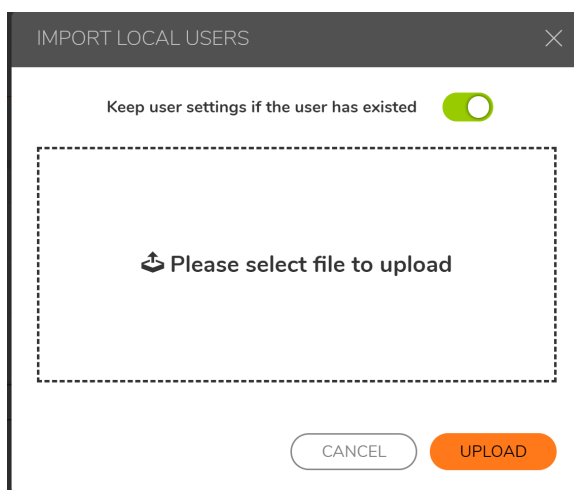 IMPORT LOCAL USERS
Keep user settings if the user has existed
Please select file to upload
CANCEL
UPLOAD